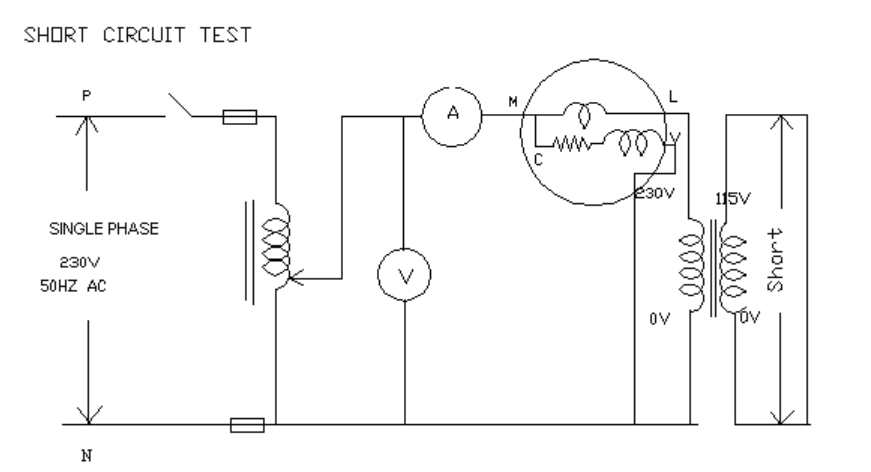 SHORT CIRCUIT TEST
P
A
M
L
C
V
230V
115V
SINGLE PHASE
230V
50HZ AC
V
Short
0V
0V
N